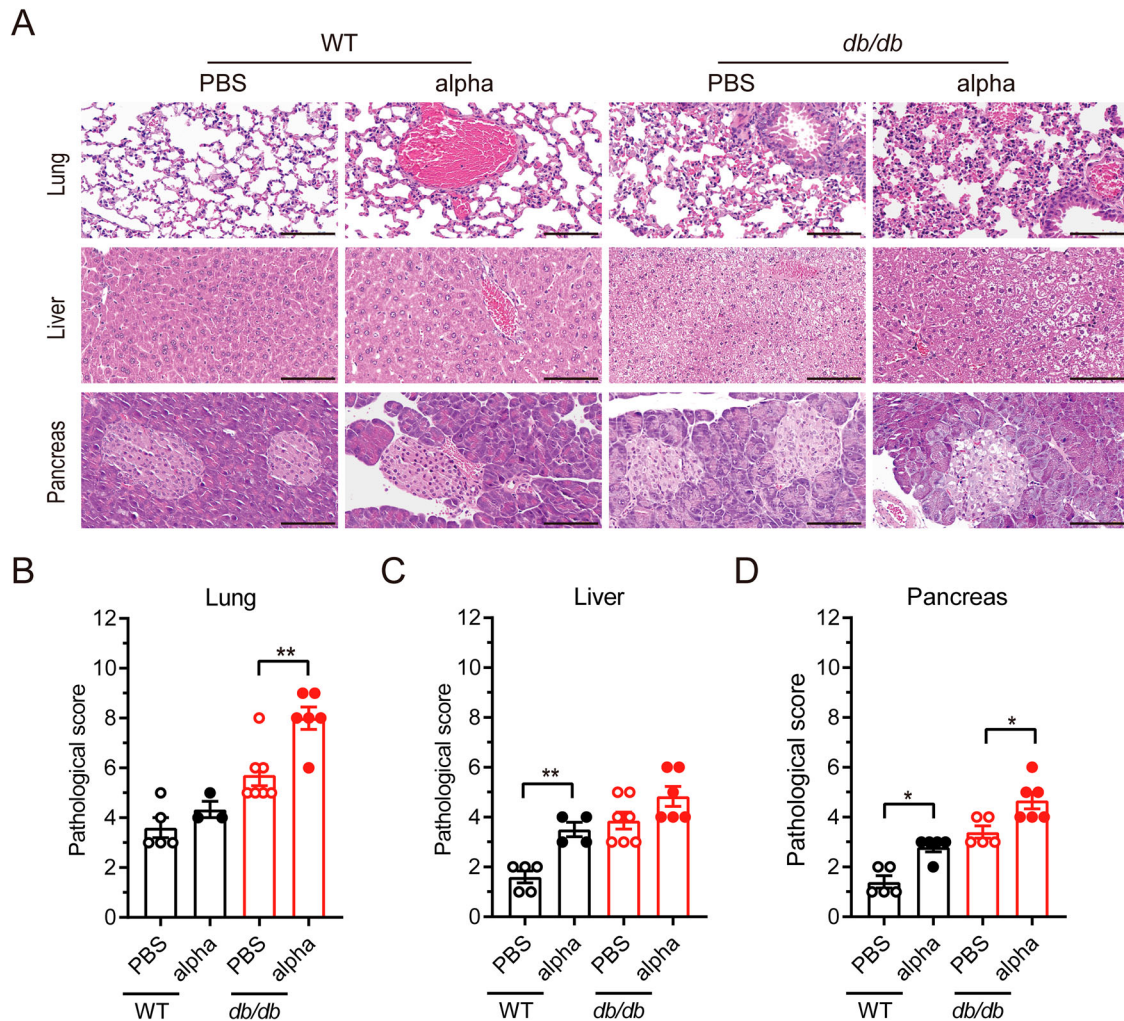 A
WT db/db
PBS alpha PBS alpha
Lung
Liver
Pancreas
B C D
Lung Liver Pancreas
Pathological score
12
10
8
6
4
2
0
**
PBS alpha PBS alpha
WT db/db
Pathological score
12
10
8
6
4
2
0
**
PBS alpha PBS alpha
WT db/db
Pathological score
12
10
8
6
4
2
0
*
*
PBS alpha PBS alpha
WT db/db